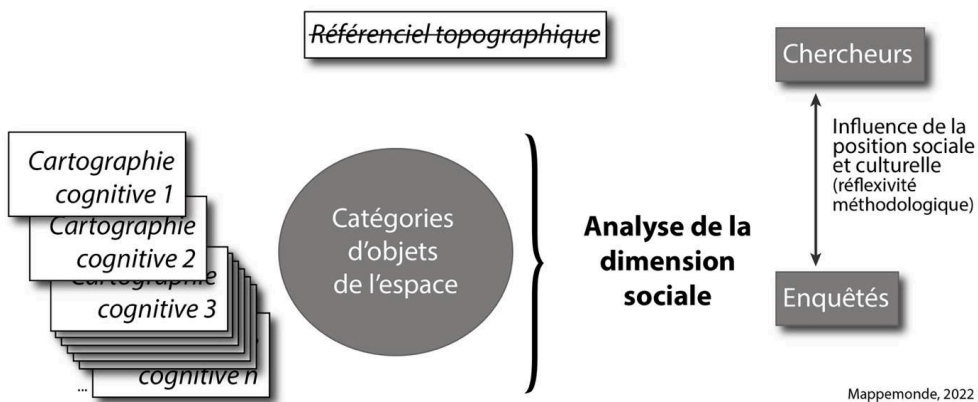 Référenciel topographique
Chercheurs
Influence de la
position sociale
et culturelle
(réflexivité
méthodologique)
Enquêtés
Cartographie
cognitive 1
Cartographie
cognitive 2
Cartographie
cognitive 3
cognitive n
...
Catégories
d'objets
de l'espace
Analyse de la
dimension
sociale
Mappemonde, 2022